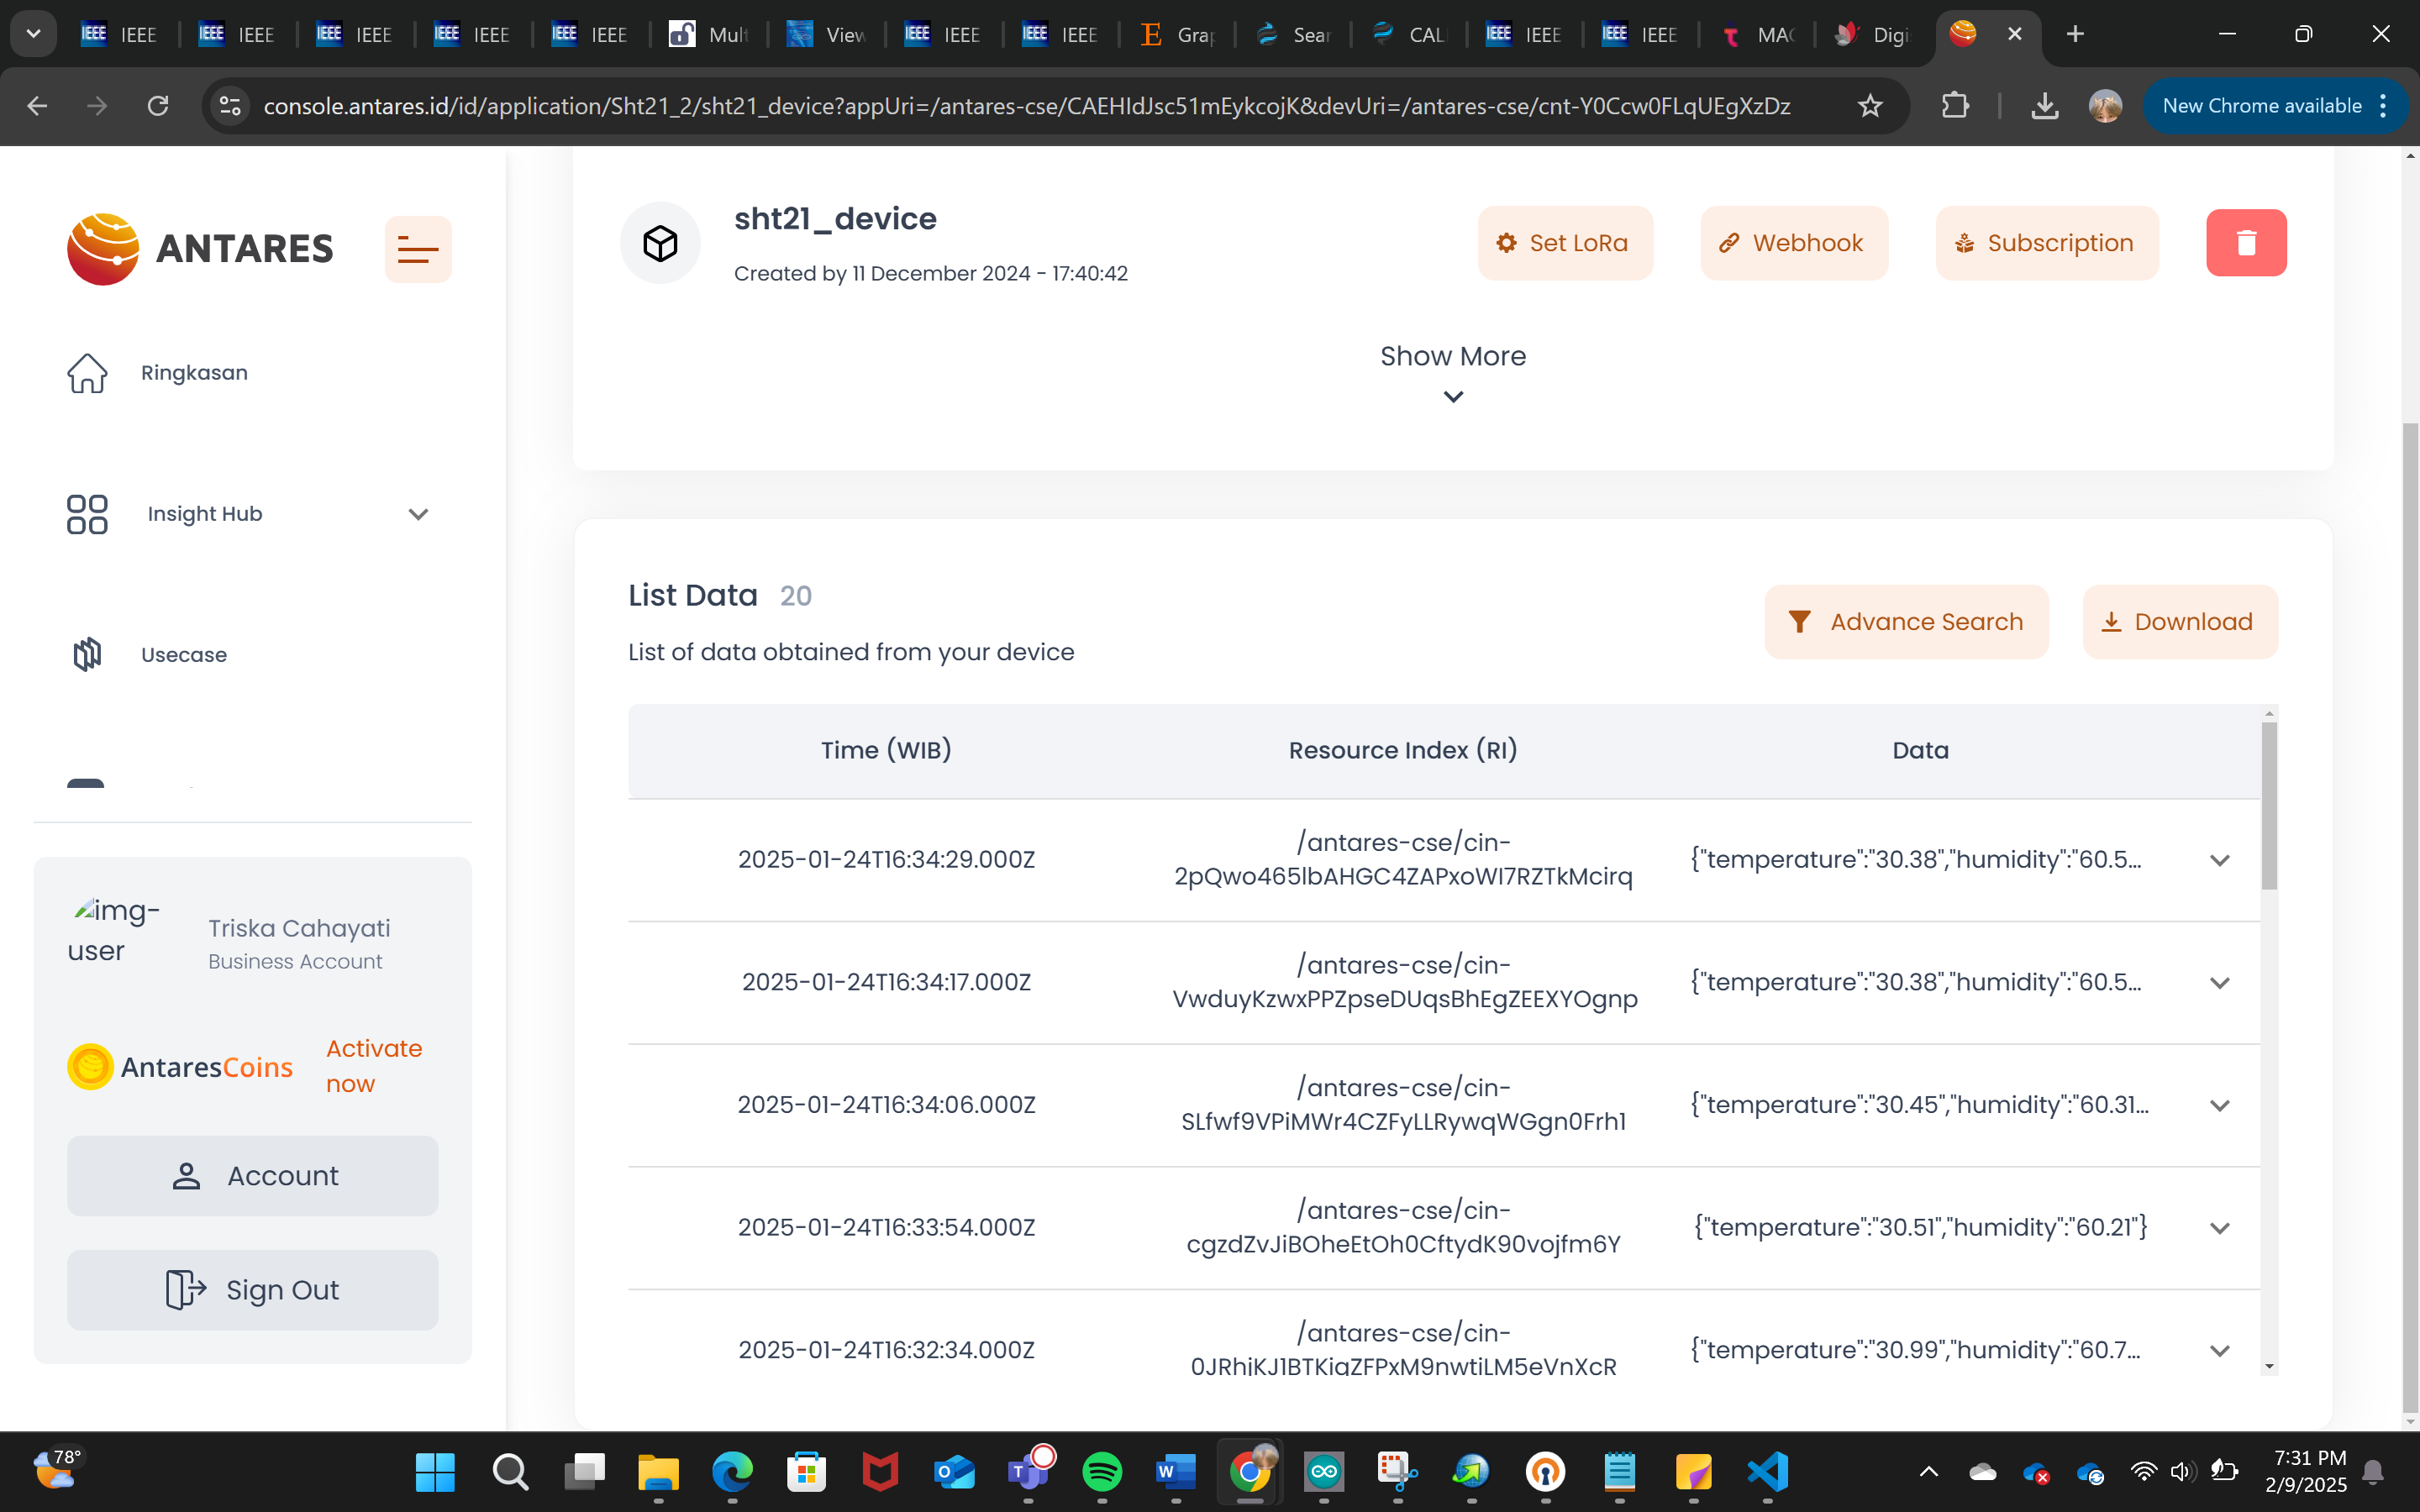 IEEE
IEEE
IEEE
IEEE
IEEE
Mult
View
IEEE
IEEE
Grap
Sear
CAL
IEEE
IEEE
MAC
Digi
console.antares.id/id/application/Sht21_2/sht21_device?appUri=/antares-cse/CAEHIdJsc51mEykcojK&devUri=/antares-cse/cnt-Y0Ccw0FLqUEgXzDz
New Chrome available
ANTARES
Ringkasan
Insight Hub
Usecase
img-
user
Triska Cahayati
Business Account
AntaresCoins
Activate
now
Account
Sign Out
sht21_device
Created by 11 December 2024 - 17:40:42
Set LoRa
Webhook
Subscription
Show More
List Data 20
List of data obtained from your device
Advance Search
Download
Time (WIB) Resource Index (RI) Data
2025-01-24T16:34:29.000Z
/antares-cse/cin-
2pQwo465lbAHGC4ZAPxoWI7RZTkMcirq
{"temperature":"30.38","humidity":"60.5...
2025-01-24T16:34:17.000Z
/antares-cse/cin-
VwduyKzwxPPZpseDUqsBhEgZEEXYOgnp
{"temperature":"30.38","humidity":"60.5...
2025-01-24T16:34:06.000Z
/antares-cse/cin-
SLfwf9VPiMWr4CZFyLLRywqWGgn0Frh1
{"temperature":"30.45","humidity":"60.31...
2025-01-24T16:33:54.000Z
/antares-cse/cin-
cgzdZvJiBOheEtOh0CftydK90vojfm6Y
{"temperature":"30.51","humidity":"60.21"}
2025-01-24T16:32:34.000Z
/antares-cse/cin-
0JRhjKJ1BTKiqZFPxM9nwtiLM5eVnXcR
{"temperature":"30.99","humidity":"60.7...
78°
7:31 PM
2/9/2025